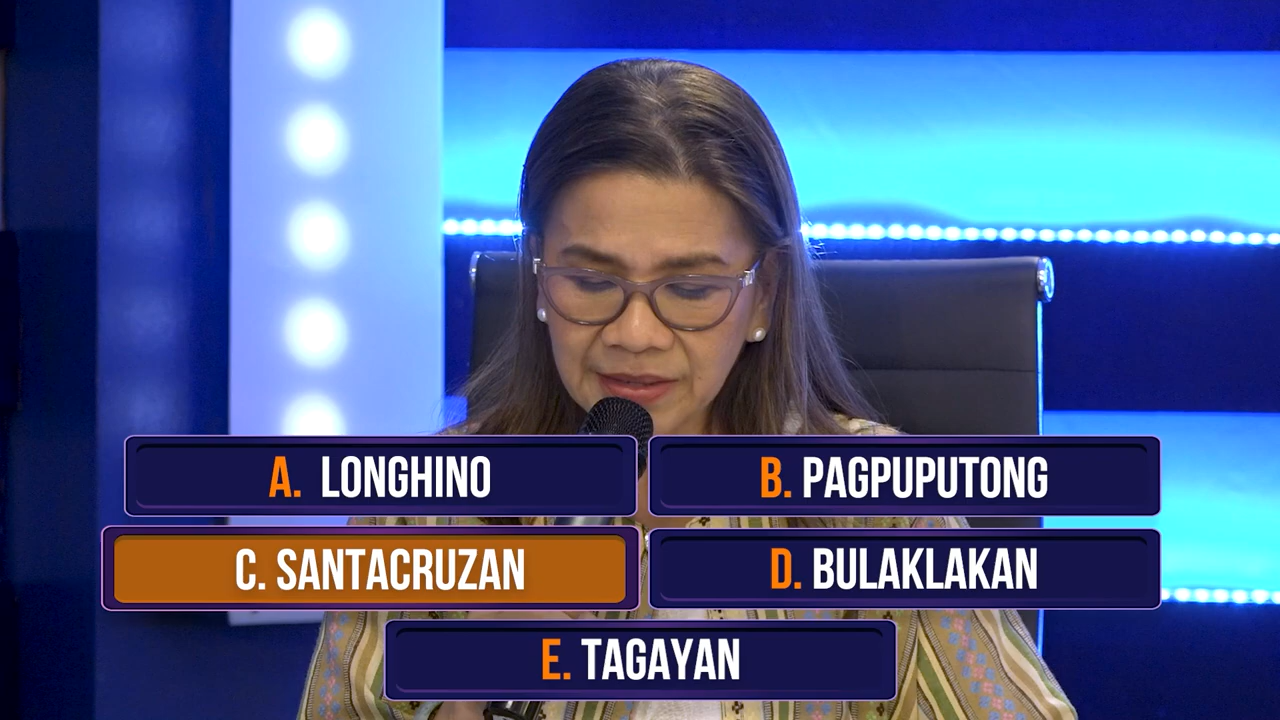 A. LONGHINO
B. PAGPUPUTONG
C. SANTACRUZAN
D. BULAKLAKAN
E. TAGAYAN